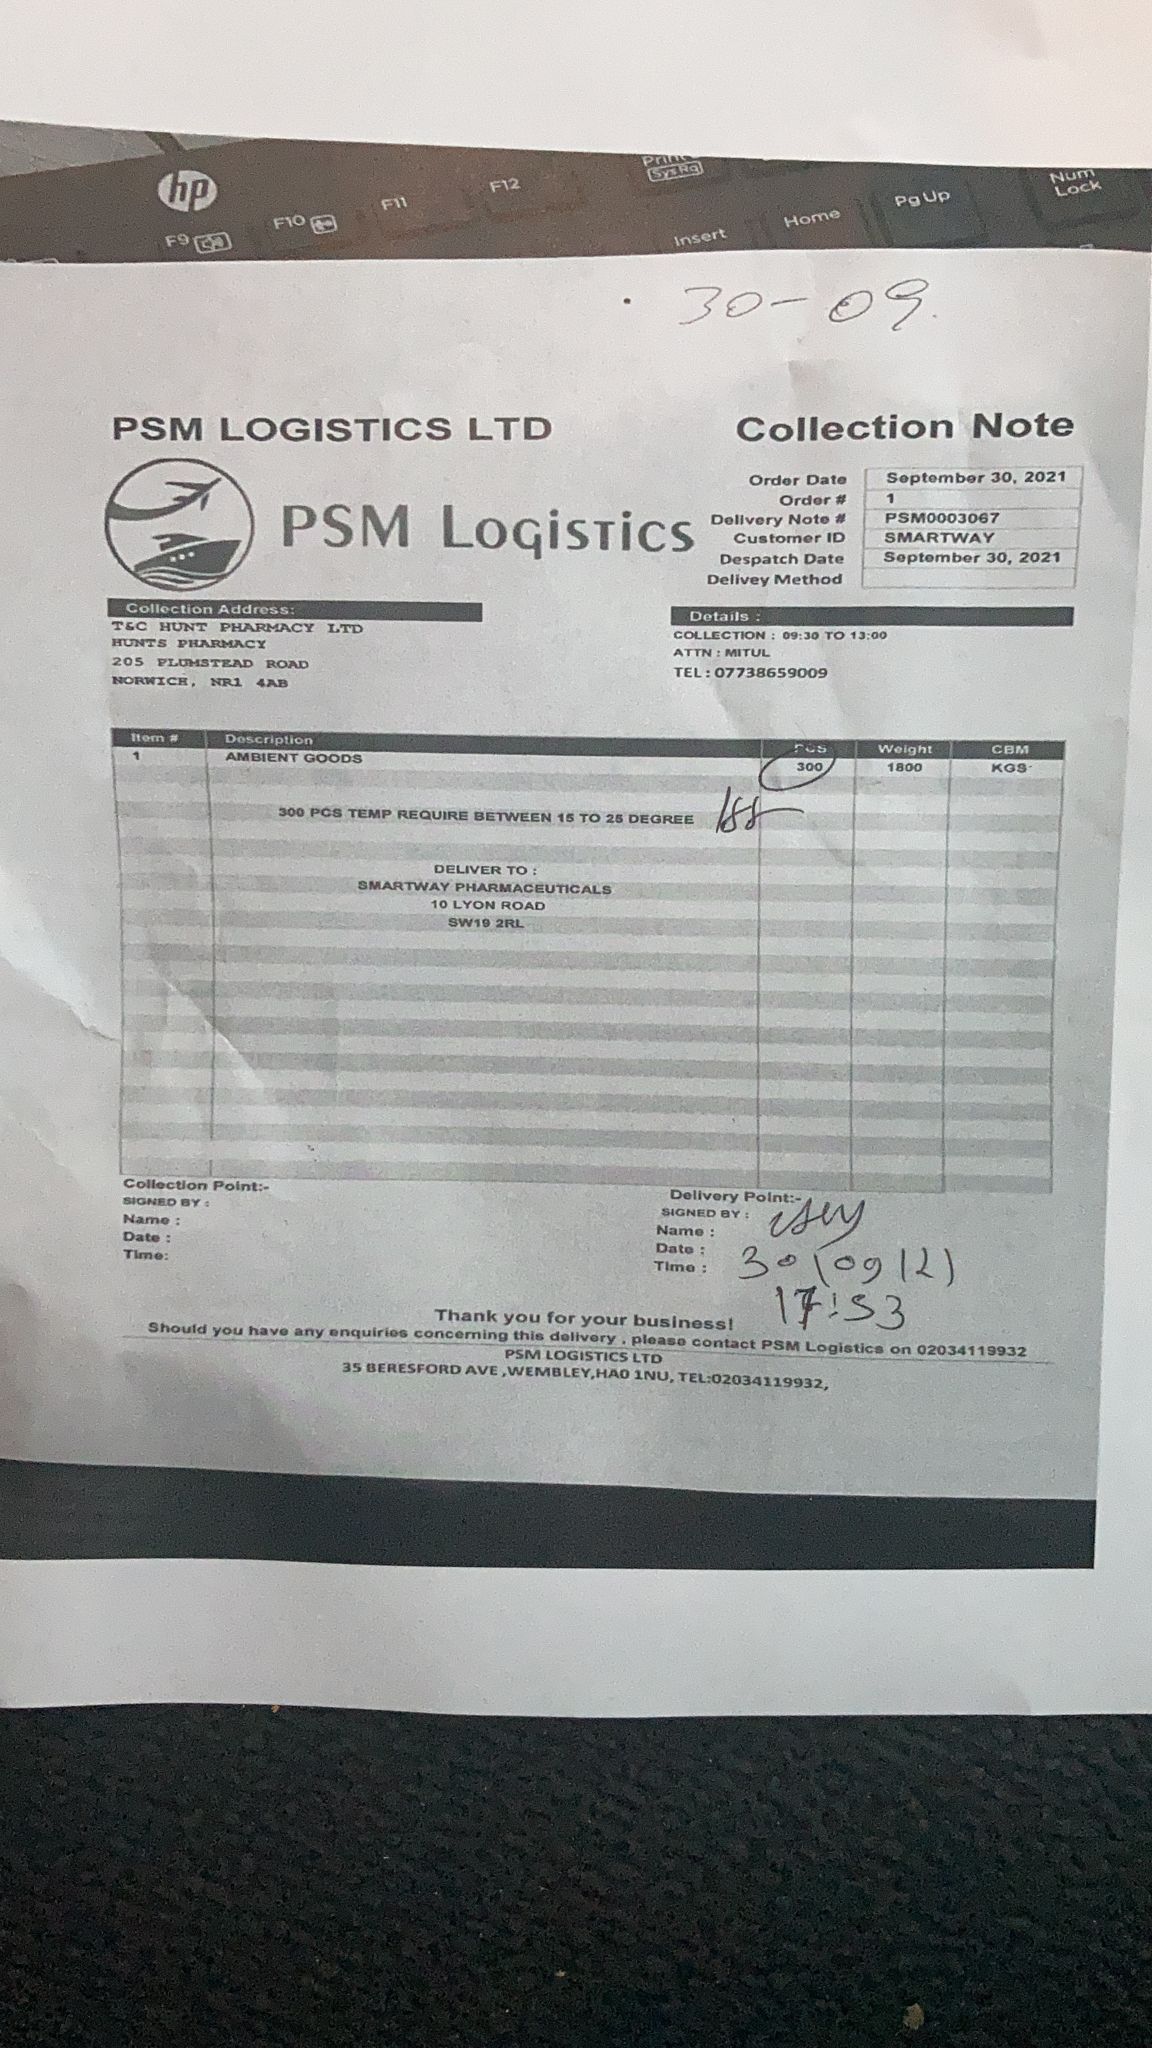 hp
F9
F10
F11
F12
Print
SysRq
Insert
Home
PgUp
Num
Lock
30-09.
PSM LOGISTICS LTD
Collection Note
PSM Logistics
Order Date September 30, 2021
Order # 1
Delivery Note # PSM0003067
Customer ID SMARTWAY
Despatch Date September 30, 2021
Delivey Method
Collection Address:
T&C HUNT PHARMACY LTD
HUNTS PHARMACY
205 PLUMSTEAD ROAD
NORWICH, NR1 4AB
Details :
COLLECTION : 09:30 TO 13:00
ATTN : MITUL
TEL : 07738659009
Item # Description PCS Weight CBM
1 AMBIENT GOODS 300 1800 KGS
300 PCS TEMP REQUIRE BETWEEN 15 TO 25 DEGREE
DELIVER TO :
SMARTWAY PHARMACEUTICALS
10 LYON ROAD
SW19 2RL
Collection Point:-
SIGNED BY :
Name :
Date :
Time:
Delivery Point:-
SIGNED BY :
Name :
Date : 30/09/21
Time : 17:53
Thank you for your business!
Should you have any enquiries concerning this delivery , please contact PSM Logistics on 02034119932
PSM LOGISTICS LTD
35 BERESFORD AVE ,WEMBLEY,HA0 1NU, TEL:02034119932,